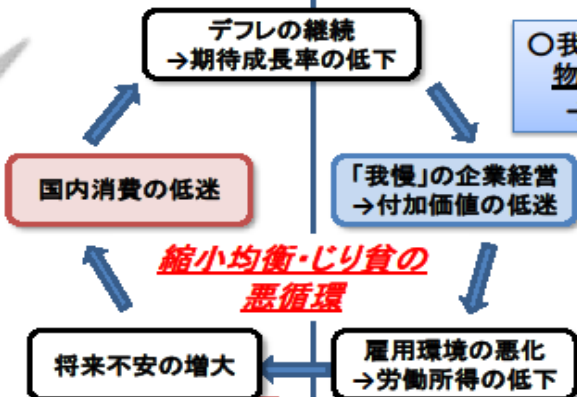 デフレの継続
→期待成長率の低下
〇我
物
国内消費の低迷
「我慢」の企業経営
→付加価値の低迷
縮小均衡・じり貧の
悪循環
将来不安の増大
雇用環境の悪化
→労働所得の低下